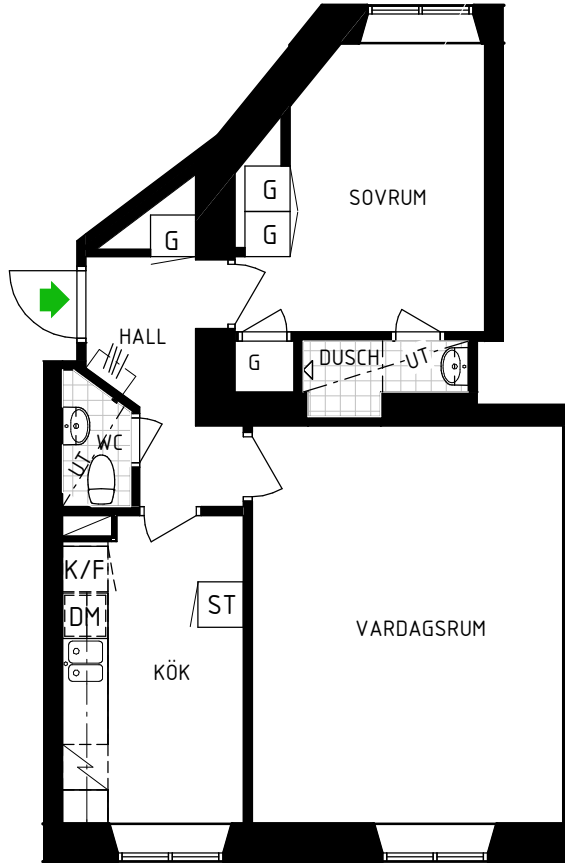 G
SOVRUM
G
G
HALL
DUSCH
UT
G
WC
UT
K/F
ST
DM
VARDAGSRUM
KÖK